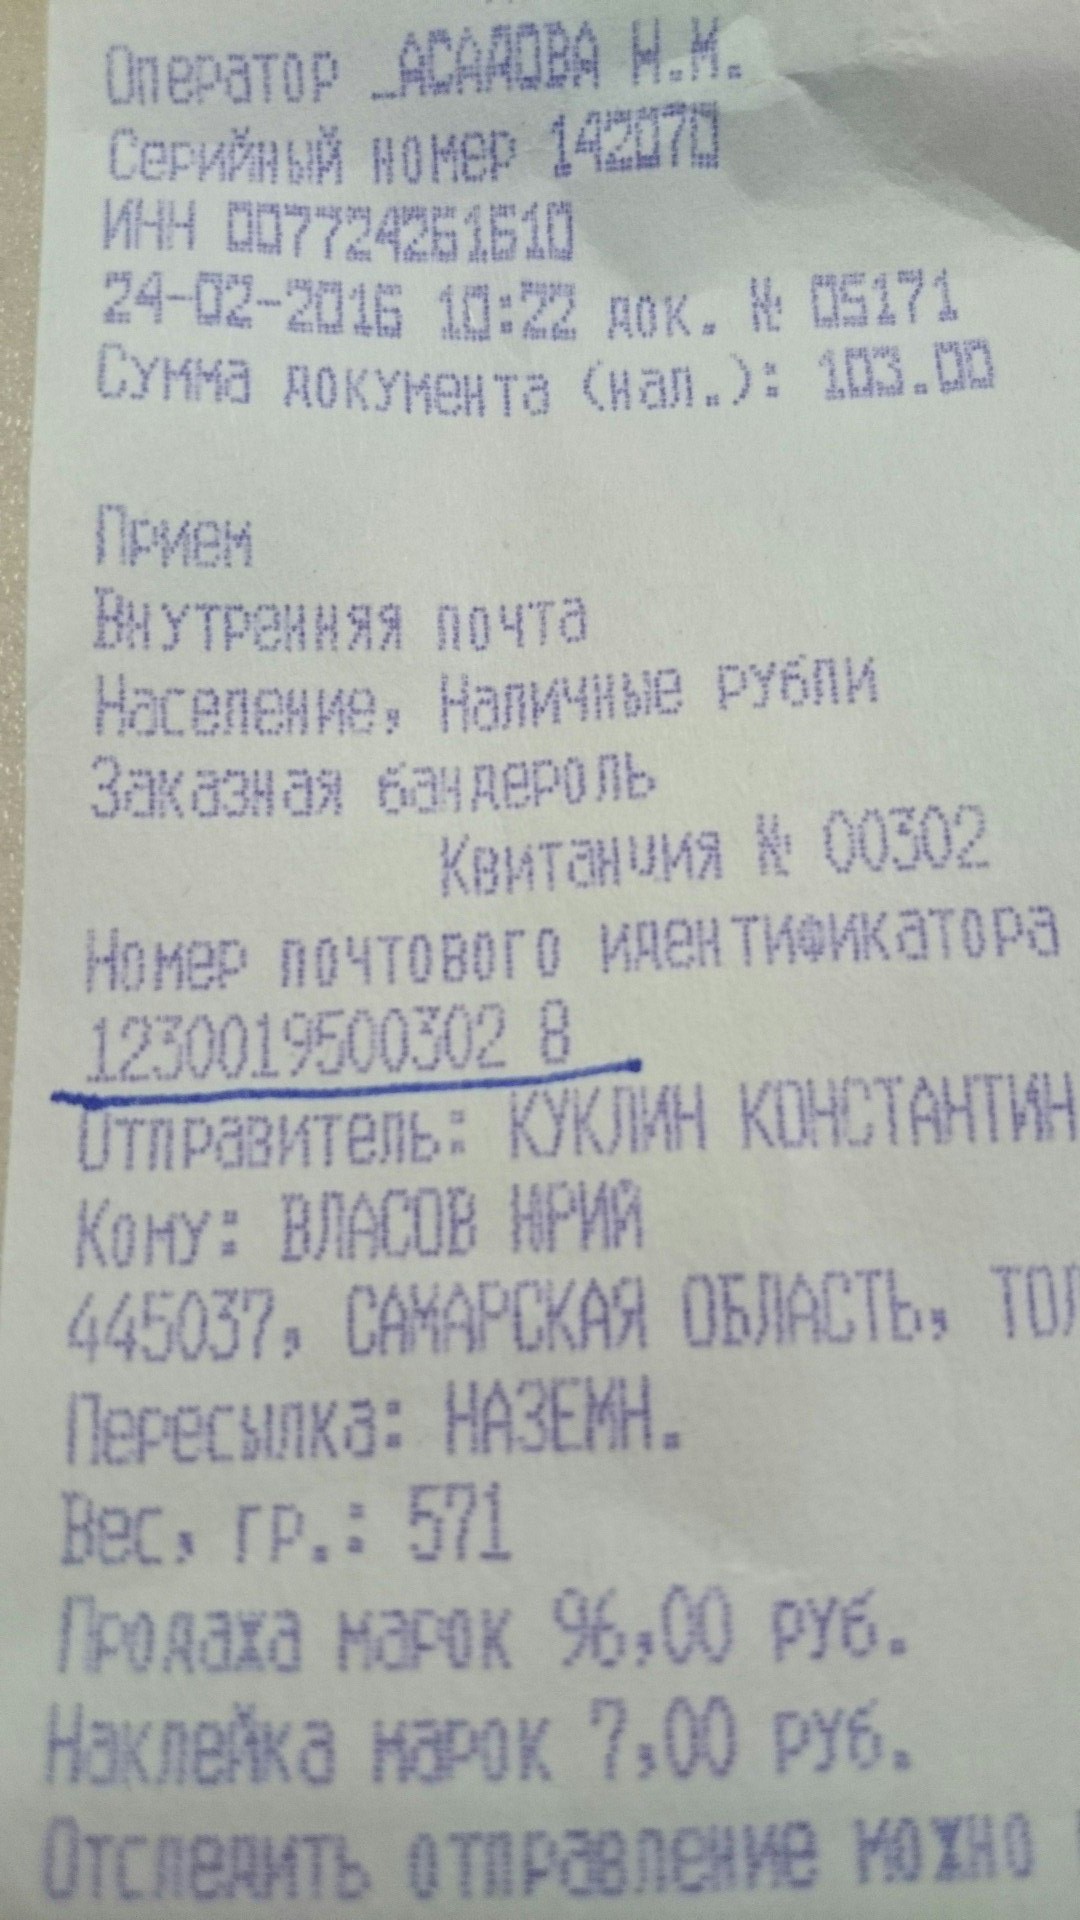 Оператор _АСАДОВА Н.М.
Серийный номер 142070
ИНН 007724261610
24-02-2016 10:22 док. № 05171
Сумма документа (нал.): 103.00
Прием
Внутренняя почта
Население, Наличные рубли
Заказная бандероль
Квитанция № 00302
Номер почтового идентификатора
1230019500302 8
Отправитель: КУКЛИН КОНСТАНТИН
Кому: ВЛАСОВ ЮРИЙ
445037, САМАРСКАЯ ОБЛАСТЬ, ТОЛ
Пересылка: НАЗЕМН.
Вес, гр.: 571
Продажа марок 96,00 руб.
Наклейка марок 7,00 руб.
Отследить отправление можно